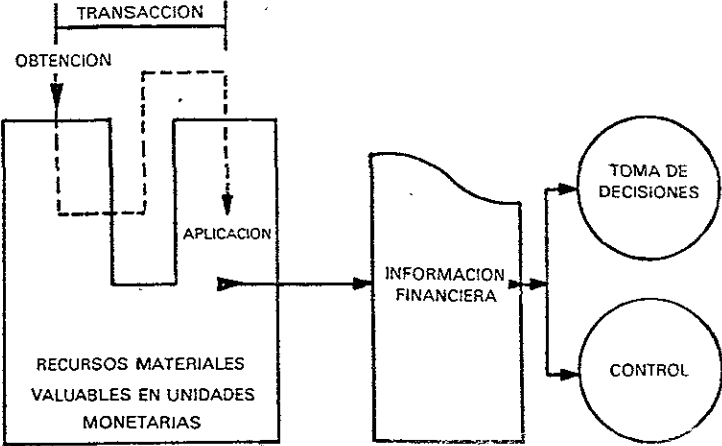 TRANSACCION
OBTENCION
APLICACION
RECURSOS MATERIALES
VALUABLES EN UNIDADES
MONETARIAS
INFORMACION
FINANCIERA
TOMA DE
DECISIONES
CONTROL